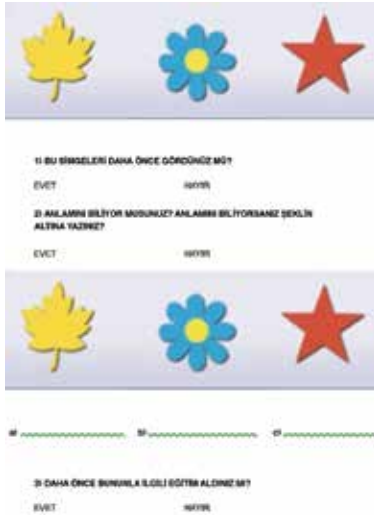 1) BU SİMGELERİ DAHA ÖNCE GÖRDÜNÜZ MÜ?
EVET HAYIR
2) ANLAMINI BİLİYOR MUSUNUZ? ANLAMINI BİLİYORSANIZ ŞEKLİN
ALTINA YAZINIZ?
EVET HAYIR
a) b) c)
3) DAHA ÖNCE BUNUNLA İLGİLİ EĞİTİM ALDINIZ MI?
EVET HAYIR